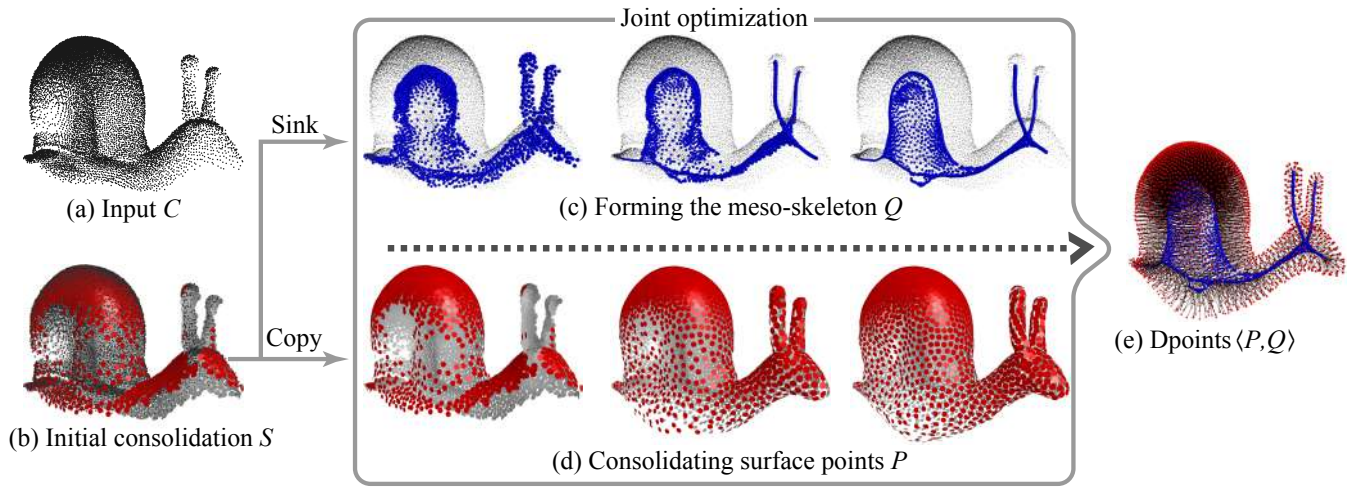 Joint optimization
Sink
(a) Input C
(c) Forming the meso-skeleton Q
Copy
(b) Initial consolidation S
(d) Consolidating surface points P
(e) Dpoints ⟨P,Q⟩